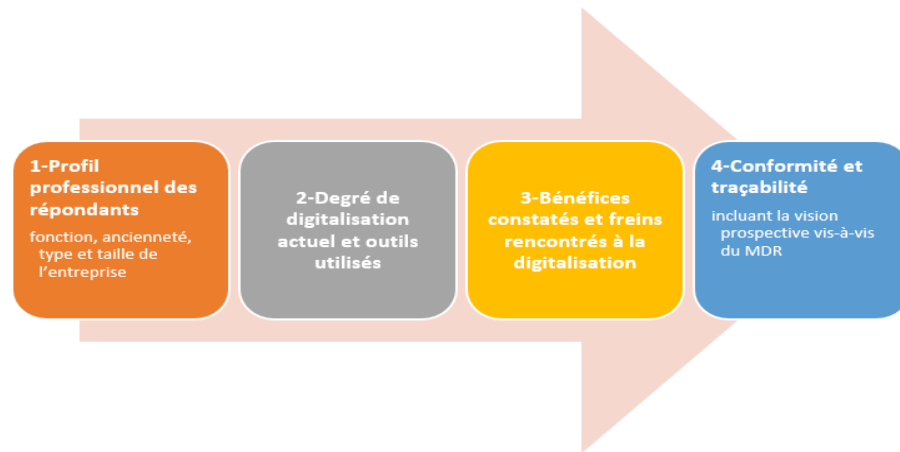 1-Profil
professionnel des
répondants
fonction, ancienneté,
type et taille de
l'entreprise
2-Degré de
digitalisation
actuel et outils
utilisés
3-Bénéfices
constatés et freins
rencontrés à la
digitalisation
4-Conformité et
traçabilité
incluant la vision
prospective vis-à-vis
du MDR